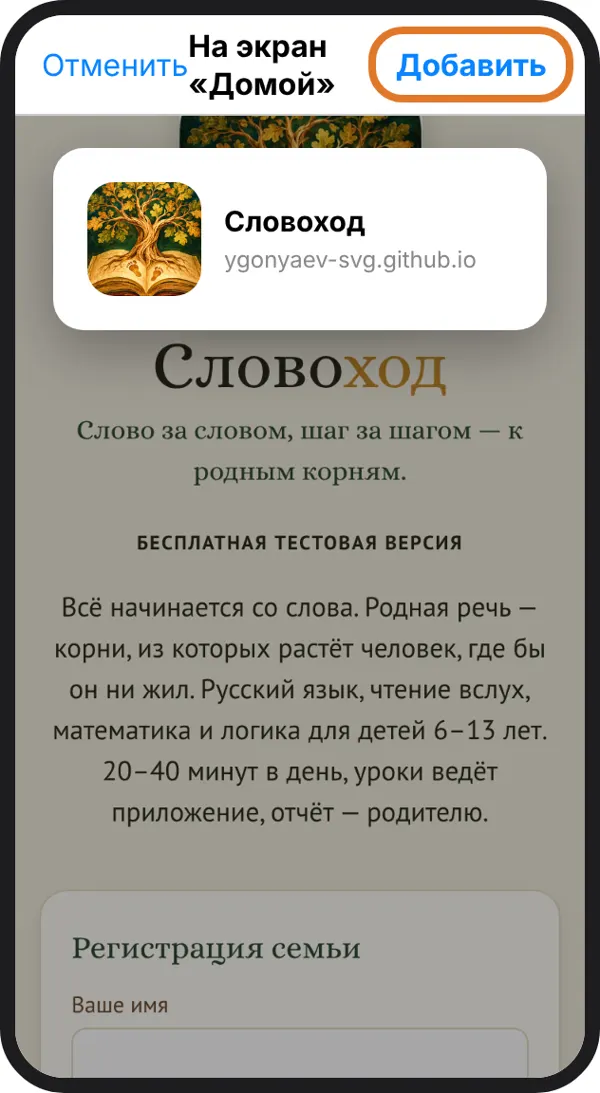 Отменить
На экран
«Домой»
Добавить
Словоход
ygonyaev-svg.github.io
Словоход
Слово за словом, шаг за шагом — к
родным корням.
БЕСПЛАТНАЯ ТЕСТОВАЯ ВЕРСИЯ
Всё начинается со слова. Родная речь —
корни, из которых растёт человек, где бы
он ни жил. Русский язык, чтение вслух,
математика и логика для детей 6–13 лет.
20–40 минут в день, уроки ведёт
приложение, отчёт — родителю.
Регистрация семьи
Ваше имя